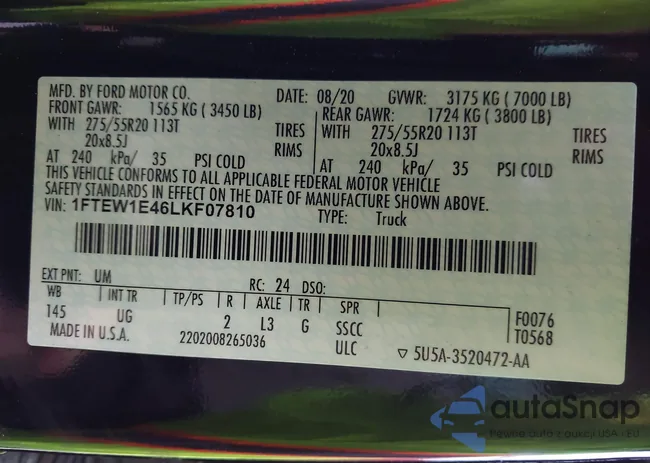 MFD. BY FORD MOTOR CO. DATE: 08/20 GVWR: 3175 KG ( 7000 LB)
FRONT GAWR: 1565 KG ( 3450 LB) REAR GAWR: 1724 KG ( 3800 LB)
WITH 275/55R20 113T TIRES WITH 275/55R20 113T TIRES
20x8.5J RIMS 20x8.5J RIMS
AT 240 kPa/ 35 PSI COLD AT 240 kPa/ 35 PSI COLD
THIS VEHICLE CONFORMS TO ALL APPLICABLE FEDERAL MOTOR VEHICLE
SAFETY STANDARDS IN EFFECT ON THE DATE OF MANUFACTURE SHOWN ABOVE.
VIN: 1FTEW1E46LKF07810 TYPE: Truck
EXT PNT: UM RC: 24 DSO:
WB INT TR TP/PS R AXLE TR SPR F0076
145 UG 2 L3 G SSCC T0568
MADE IN U.S.A. 2202008265036 ULC ▽ 5U5A-3520472-AA
autoSnap
Pewne auto z aukcji USA - EU